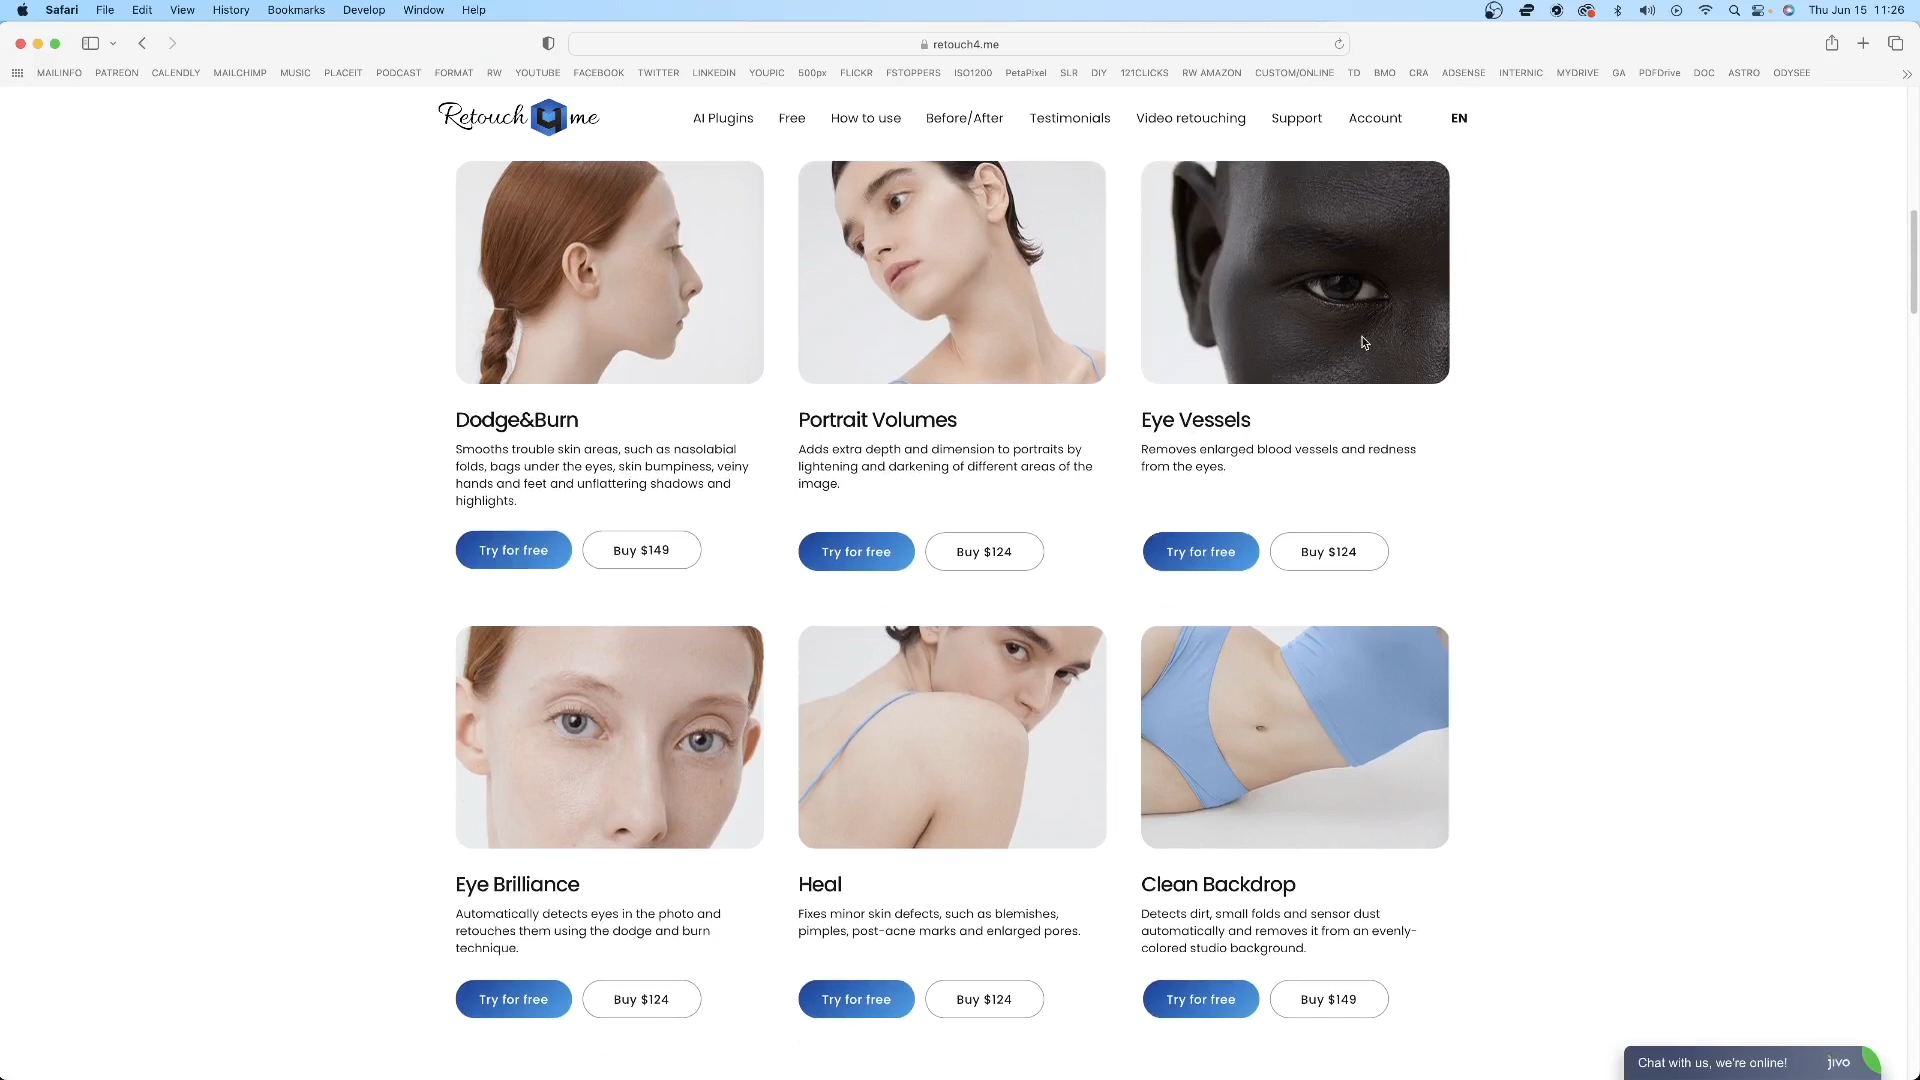 Safari File Edit View History Bookmarks Develop Window Help Thu Jun 15 11:26
retouch4.me
MAILINFO PATREON CALENDLY MAILCHIMP MUSIC PLACEIT PODCAST FORMAT RW YOUTUBE FACEBOOK TWITTER LINKEDIN YOUPIC 500px FLICKR FSTOPPERS ISO1200 PetaPixel SLR DIY 121CLICKS RW AMAZON CUSTOM/ONLINE TD BMO CRA ADSENSE INTERNIC MYDRIVE GA PDFDrive DOC ASTRO ODYSEE
Retouch 4 me AI Plugins Free How to use Before/After Testimonials Video retouching Support Account EN
Dodge&Burn
Smooths trouble skin areas, such as nasolabial
folds, bags under the eyes, skin bumpiness, veiny
hands and feet and unflattering shadows and
highlights.
Try for free Buy $149
Portrait Volumes
Adds extra depth and dimension to portraits by
lightening and darkening of different areas of the
image.
Try for free Buy $124
Eye Vessels
Removes enlarged blood vessels and redness
from the eyes.
Try for free Buy $124
Eye Brilliance
Automatically detects eyes in the photo and
retouches them using the dodge and burn
technique.
Try for free Buy $124
Heal
Fixes minor skin defects, such as blemishes,
pimples, post-acne marks and enlarged pores.
Try for free Buy $124
Clean Backdrop
Detects dirt, small folds and sensor dust
automatically and removes it from an evenly-
colored studio background.
Try for free Buy $149
Chat with us, we're online! jivo